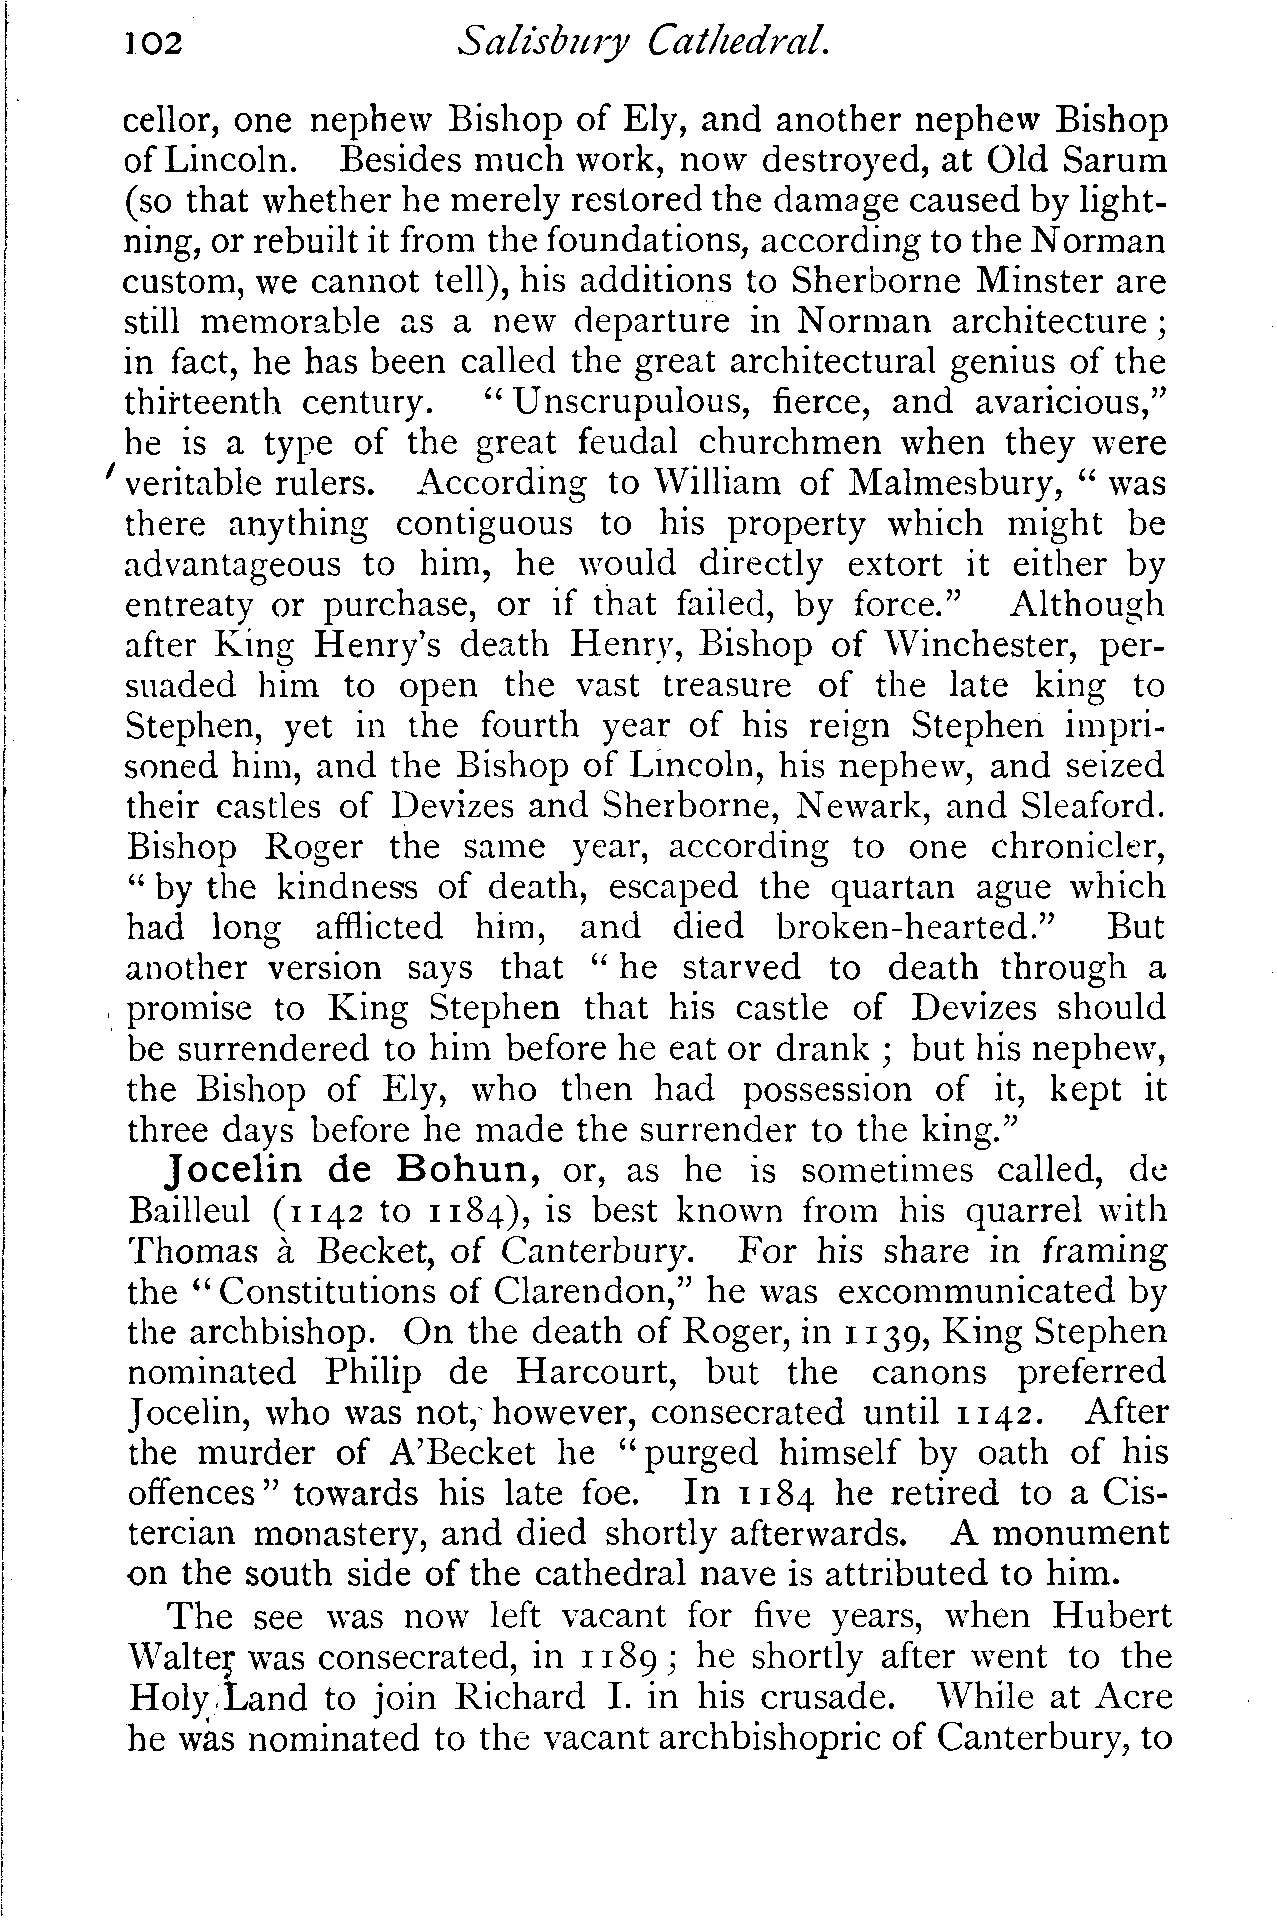 102 Salisbury Cathedral.
cellor, one nephew Bishop of Ely, and another nephew Bishop
of Lincoln. Besides much work, now destroyed, at Old Sarum
(so that whether he merely restored the damage caused by light-
ning, or rebuilt it from the foundations, according to the Norman
custom, we cannot tell), his additions to Sherborne Minster are
still memorable as a new departure in Norman architecture ;
in fact, he has been called the great architectural genius of the
thirteenth century. “ Unscrupulous, fierce, and avaricious,”
he is a type of the great feudal churchmen when they were
veritable rulers. According to William of Malmesbury, “ was
there anything contiguous to his property which might be
advantageous to him, he would directly extort it either by
entreaty or purchase, or if that failed, by force.” Although
after King Henry's death Henry, Bishop of Winchester, per-
suaded him to open the vast treasure of the late king to
Stephen, yet in the fourth year of his reign Stephen impri-
soned him, and the Bishop of Lincoln, his nephew, and seized
their castles of Devizes and Sherborne, Newark, and Sleaford.
Bishop Roger the same year, according to one chronicler,
“ by the kindness of death, escaped the quartan ague which
had long afflicted him, and died broken-hearted.” But
another version says that “ he starved to death through a
promise to King Stephen that his castle of Devizes should
be surrendered to him before he eat or drank ; but his nephew,
the Bishop of Ely, who then had possession of it, kept it
three days before he made the surrender to the king.”
Jocelin de Bohun, or, as he is sometimes called, de
Bailleul (1142 to 1184), is best known from his quarrel with
Thomas à Becket, of Canterbury. For his share in framing
the “ Constitutions of Clarendon,” he was excommunicated by
the archbishop. On the death of Roger, in 1139, King Stephen
nominated Philip de Harcourt, but the canons preferred
Jocelin, who was not, however, consecrated until 1142. After
the murder of A'Becket he “ purged himself by oath of his
offences ” towards his late foe. In 1184 he retired to a Cis-
tercian monastery, and died shortly afterwards. A monument
on the south side of the cathedral nave is attributed to him.
The see was now left vacant for five years, when Hubert
Walter was consecrated, in 1189 ; he shortly after went to the
Holy Land to join Richard I. in his crusade. While at Acre
he was nominated to the vacant archbishopric of Canterbury, to